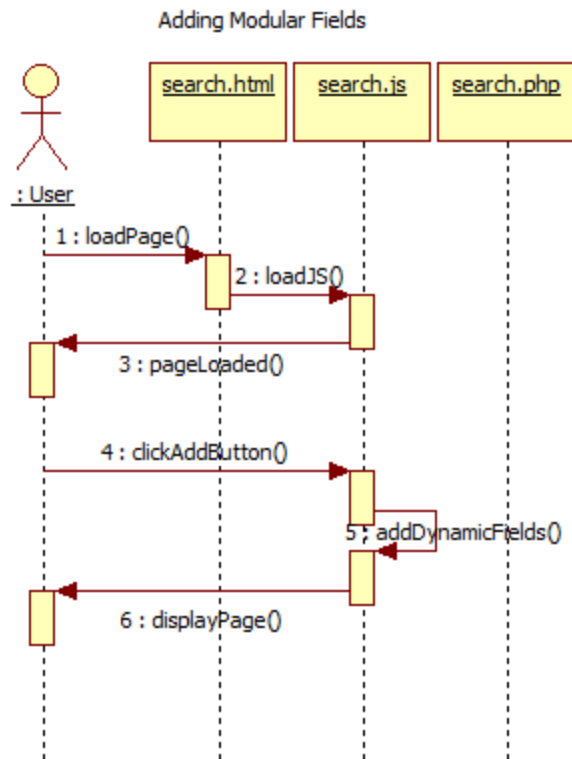 Adding Modular Fields
search.html
search.js
search.php
: User
1 : loadPage()
2 : loadJS()
3 : pageLoaded()
4 : clickAddButton()
5 : addDynamicFields()
6 : displayPage()